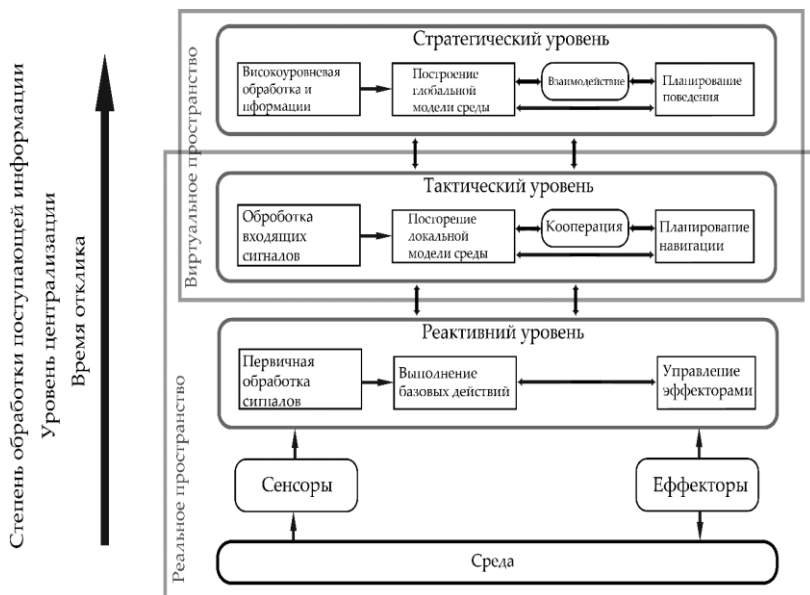 Степень обработки поступающей информации
Уровень централизации
Время отклика
Виртуальное пространство
Реальное пространство
Стратегический уровень
Високоуровневая
обработка и
нформации
Построение
глобальной
модели среды
Взаимодействие
Планирование
поведения
Тактический уровень
Обработка
входящих
сигналов
Посторение
локальной
модели среды
Кооперация
Планирование
навигации
Реактивний уровень
Первичная
обработка
сигналов
Выполнение
базовых действий
Управление
эффекторами
Сенсоры
Еффекторы
Среда